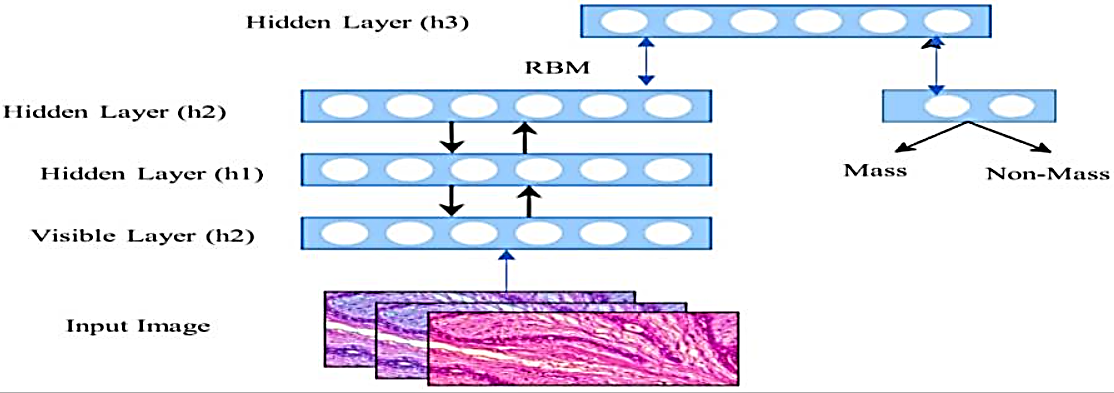 Hidden Layer (h3)
RBM
Hidden Layer (h2)
Hidden Layer (h1)
Mass
Non-Mass
Visible Layer (h2)
Input Image